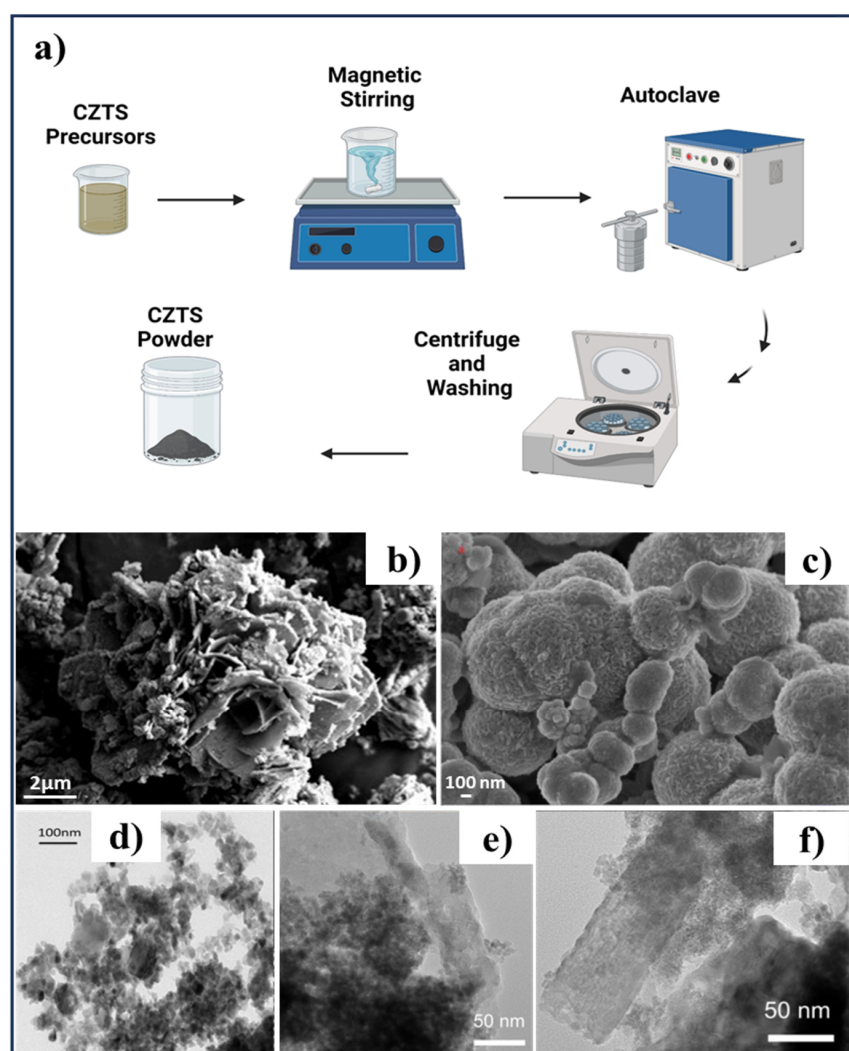 a)
CZTS
Precursors
Magnetic
Stirring
Autoclave
CZTS
Powder
Centrifuge
and
Washing
b)
2µm
c)
100 nm
d)
100nm
e)
50 nm
f)
50 nm